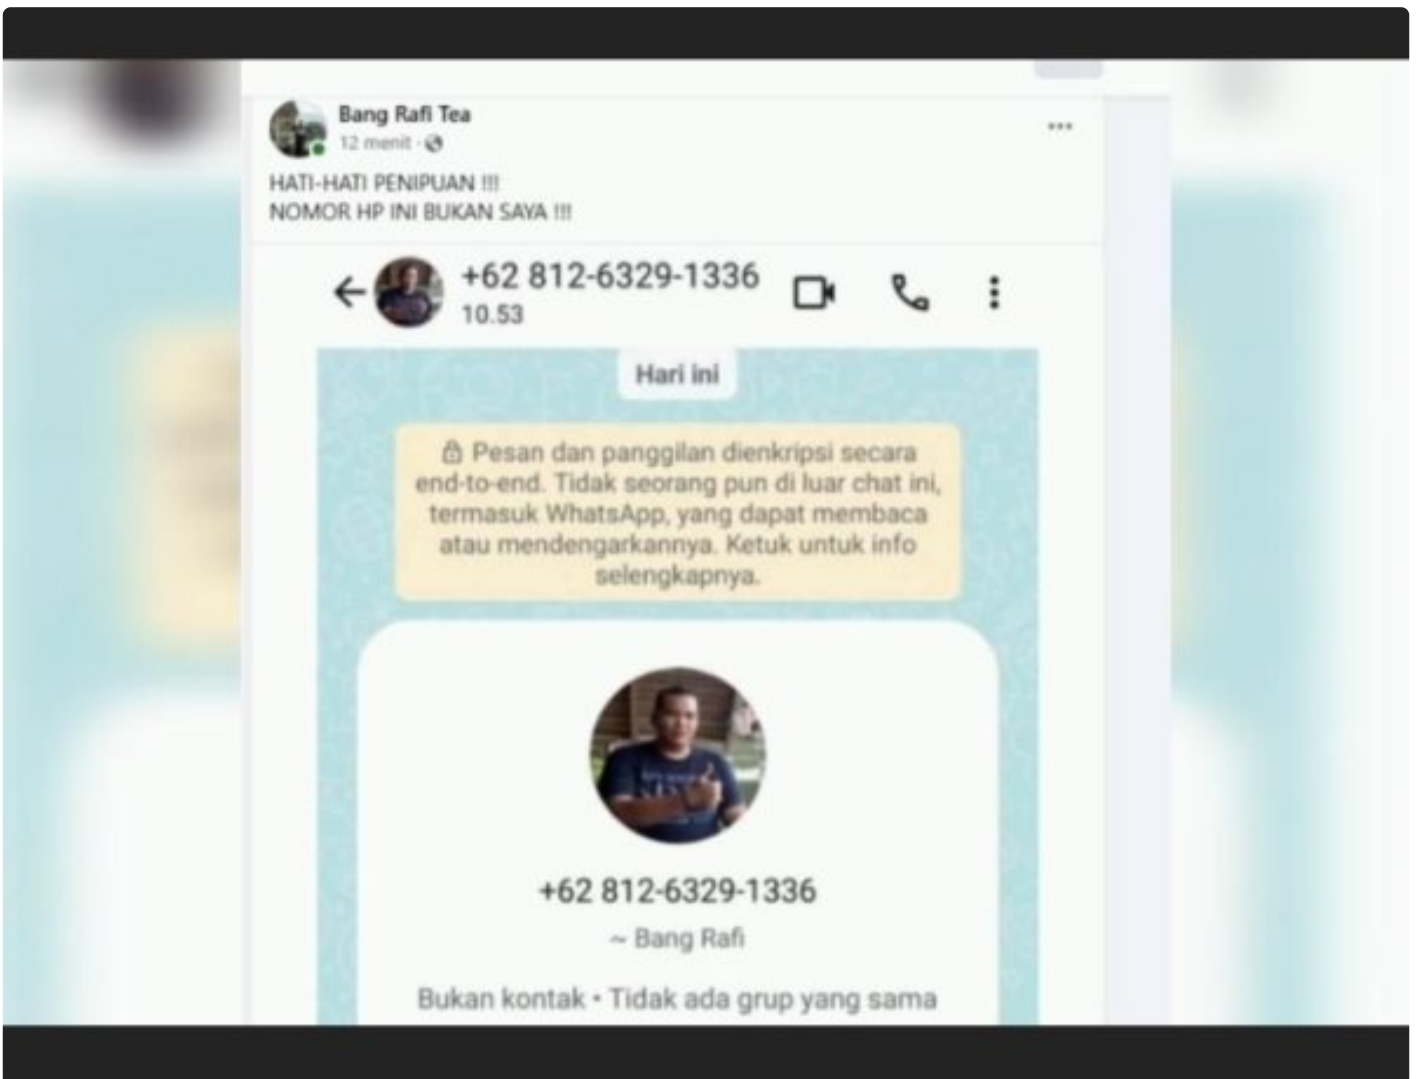 Bang Rafi Tea
12 menit ·
HATI-HATI PENIPUAN !!!
NOMOR HP INI BUKAN SAYA !!!
+62 812-6329-1336
10.53
Hari ini
Pesan dan panggilan dienkripsi secara
end-to-end. Tidak seorang pun di luar chat ini,
termasuk WhatsApp, yang dapat membaca
atau mendengarkannya. Ketuk untuk info
selengkapnya.
+62 812-6329-1336
~ Bang Rafi
Bukan kontak • Tidak ada grup yang sama